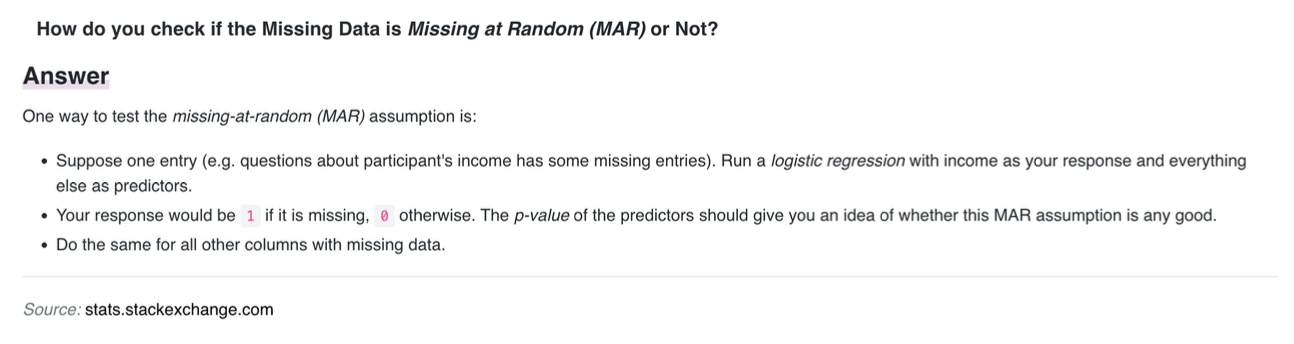 How do you check if the Missing Data is Missing at Random (MAR) or Not?
Answer
One way to test the missing-at-random (MAR) assumption is:
• Suppose one entry (e.g. questions about participant's income has some missing entries). Run a logistic regression with income as your response and everything
else as predictors.
• Your response would be 1 if it is missing, 0 otherwise. The p-value of the predictors should give you an idea of whether this MAR assumption is any good.
• Do the same for all other columns with missing data.
Source: stats.stackexchange.com